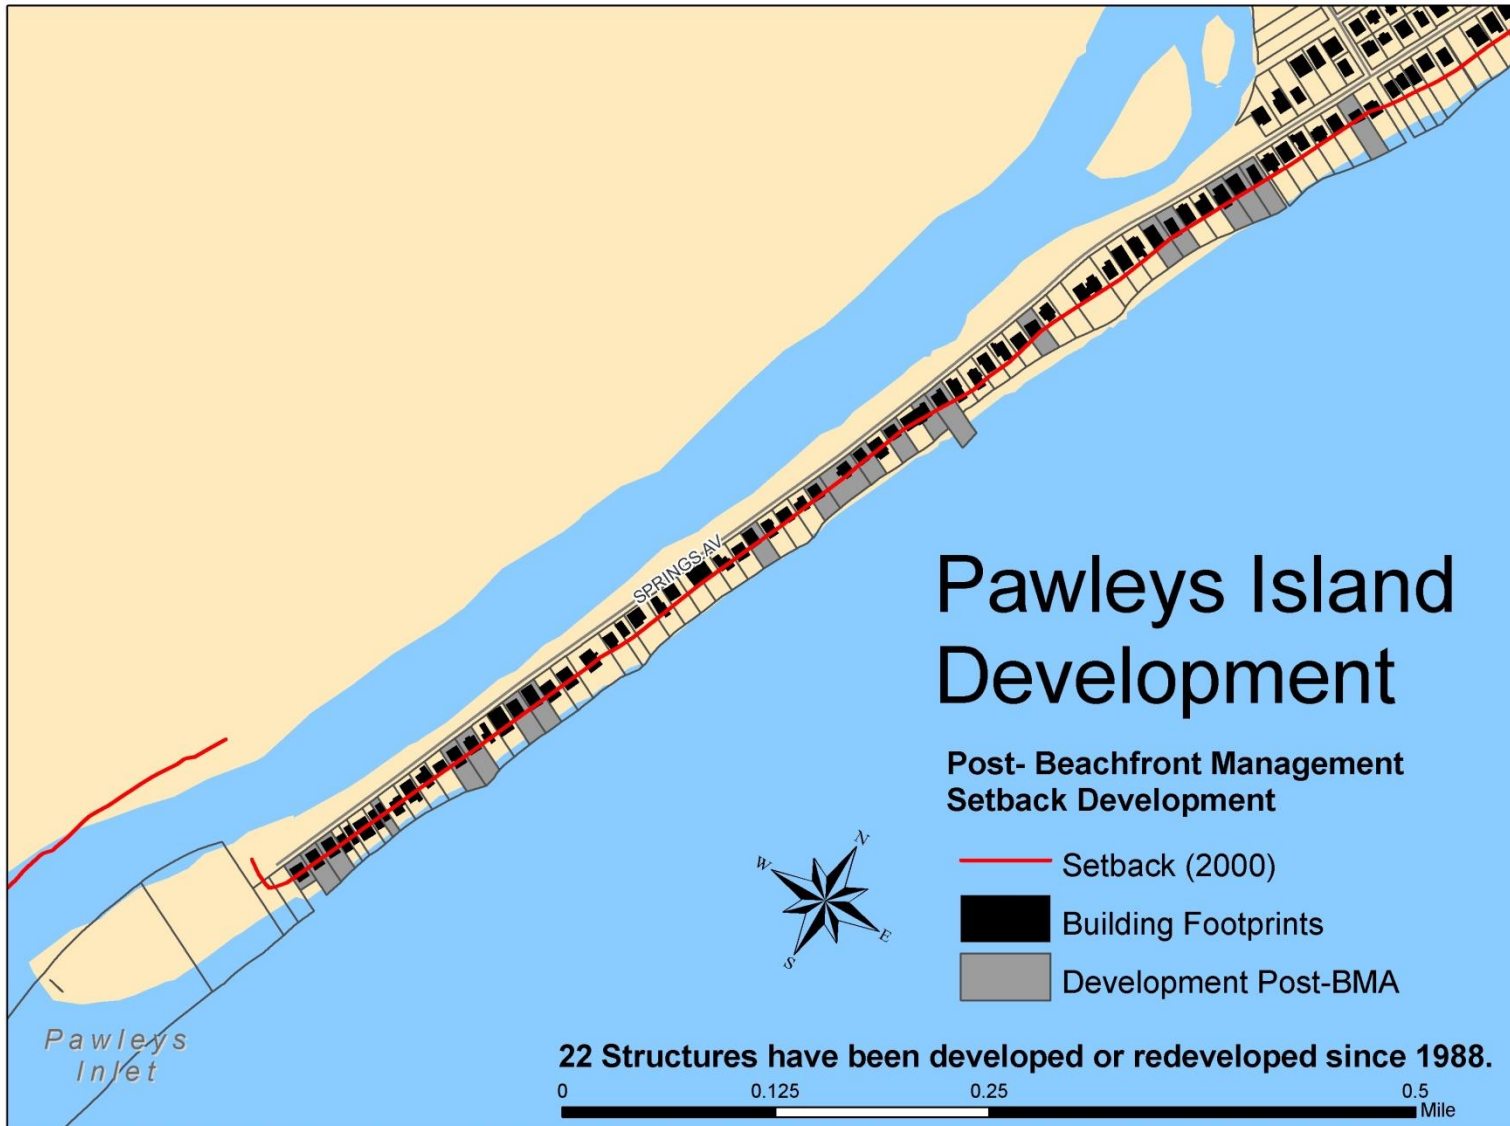 SPRINGS AV
Pawleys Island
Development
Post- Beachfront Management
Setback Development
N
W
E
S
Setback (2000)
Building Footprints
Development Post-BMA
Pawleys
Inlet
22 Structures have been developed or redeveloped since 1988.
0 0.125 0.25 0.5
Mile